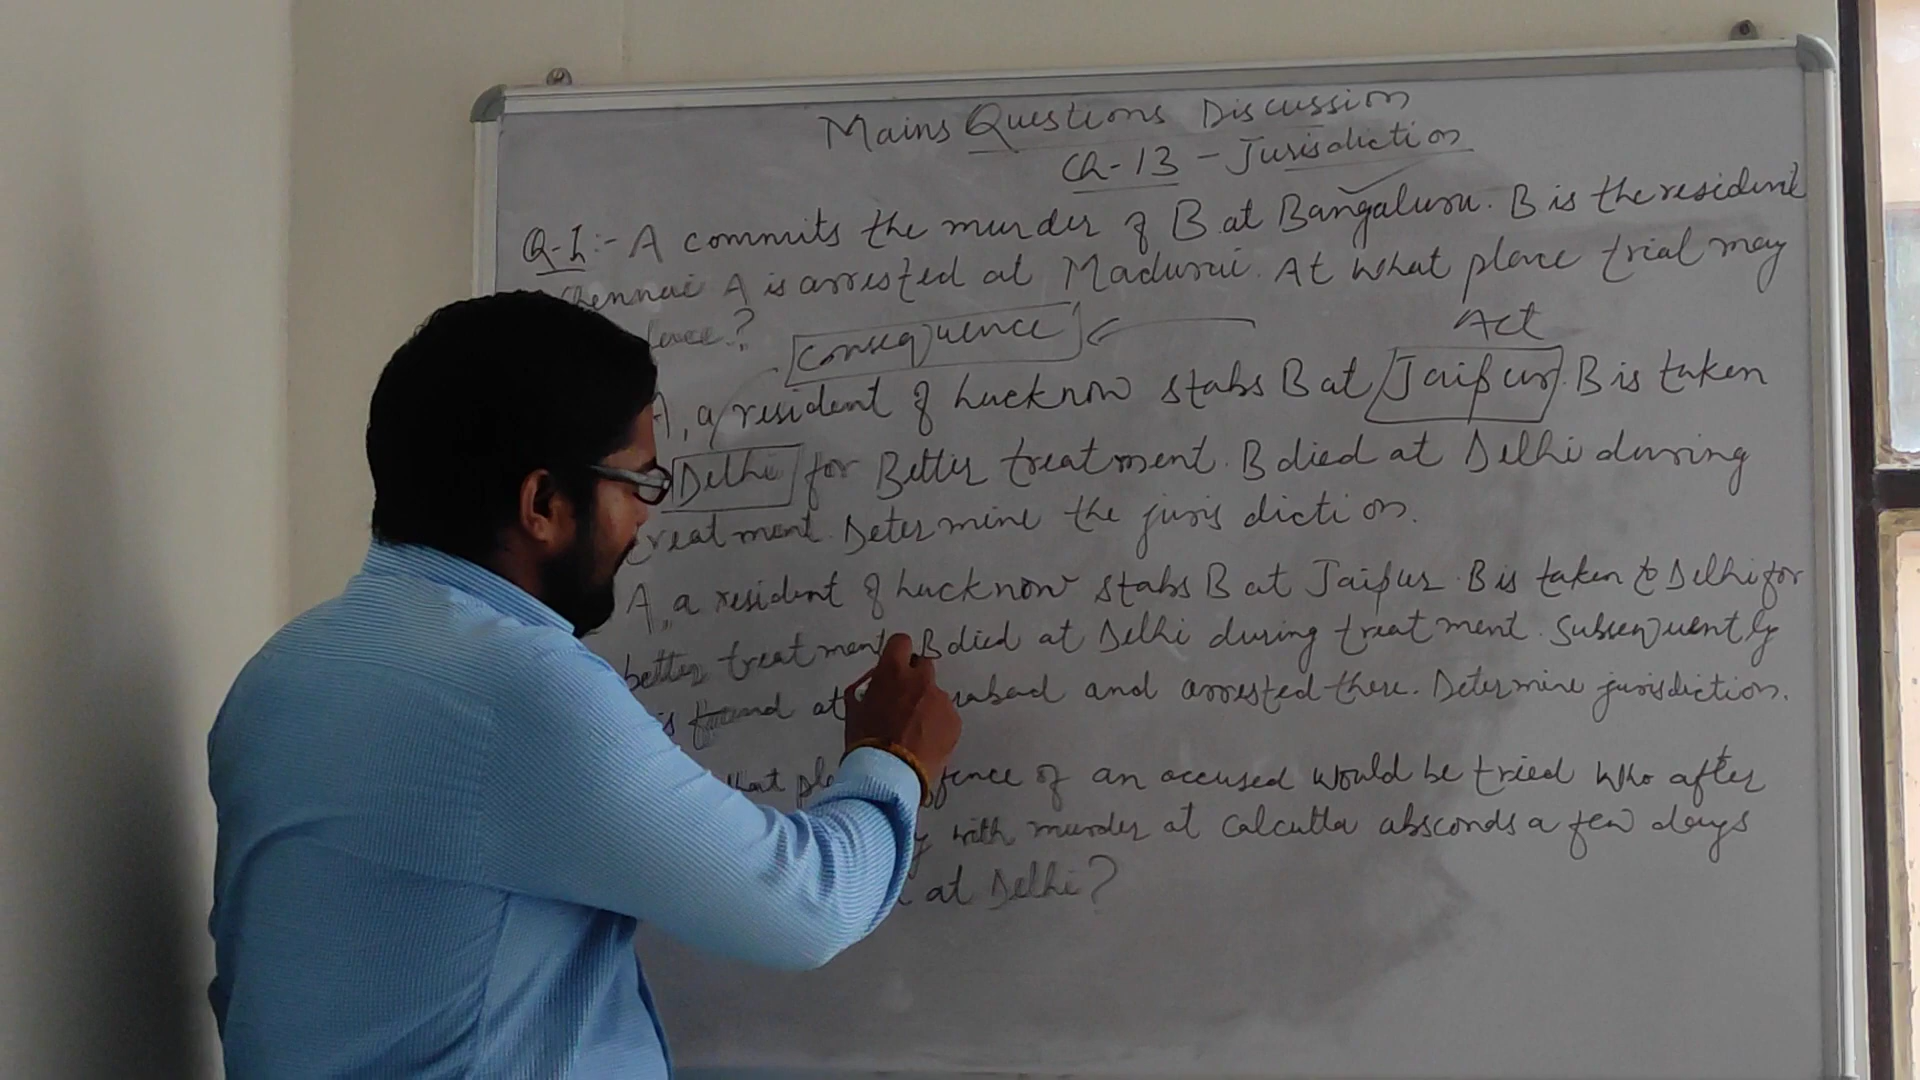 Mains Questions Discussion
Ch-13 - Jurisdiction
Q-1:- A commits the murder of B at Bangaluru. B is the resident
Chennai A is arrested at Madurai. At what place trial may
?
Consequence
Act
A, a resident of Lucknow stabs B at Jaipur. B is taken
Delhi for Better treatment. B died at Delhi during
treatment. Determine the jurisdiction.
A, a resident of Lucknow stabs B at Jaipur. B is taken to Delhi for
better treatment. B died at Delhi during treatment. Subsequently
is found at and arrested there. Determine jurisdiction.
of an accused would be tried who after
with murder at Calcutta absconds a few days
at Delhi?